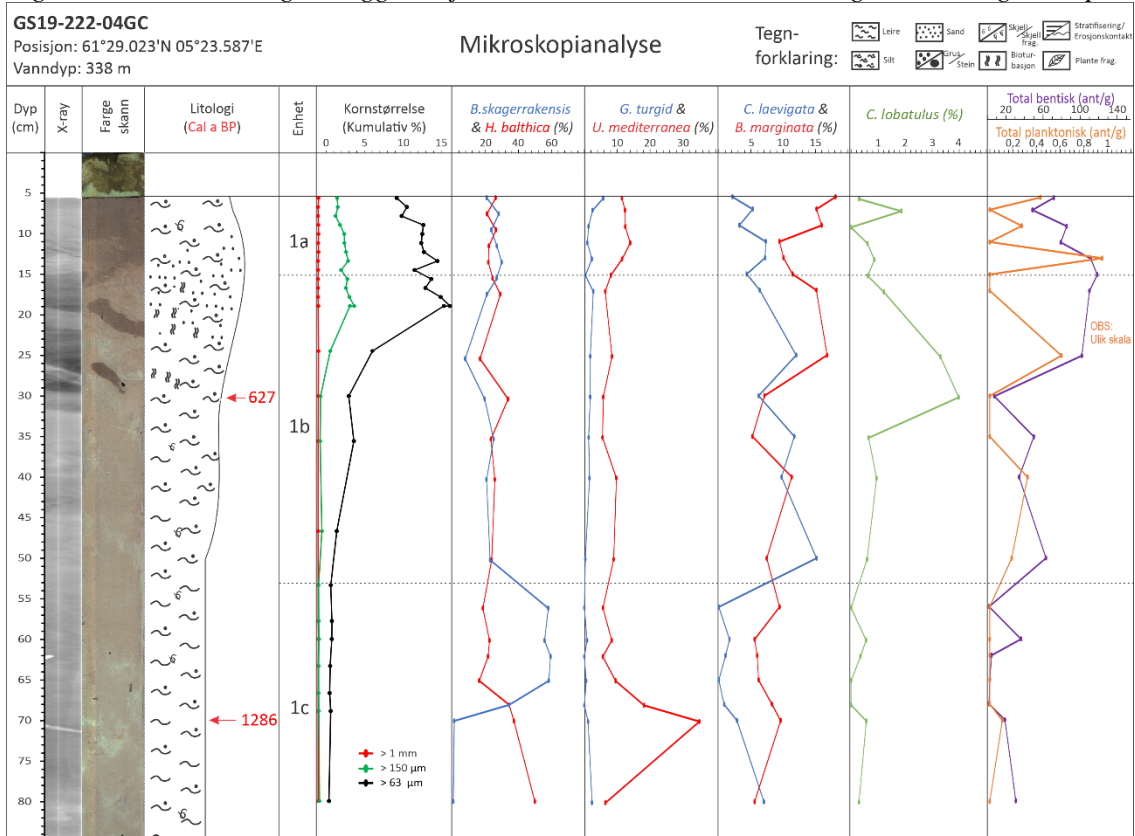 GS19-222-04GC
Posisjon: 61°29.023'N 05°23.587'E
Vanndyp: 338 m
Mikroskopianalyse
Tegn-
forklaring:
Leire
Sand
Skjell/
Skjell
frag.
Stratifisering/
Erosjonskontakt
Silt
Grus/
Stein
Biotur-
basjon
Plante frag.
Dyp
(cm)
X-ray
Farge
skann
Litologi
(Cal a BP)
Enhet
Kornstørrelse
(Kumulativ %)
0 5 10 15
B.skagerrakensis
& H. balthica (%)
20 40 60
G. turgid &
U. mediterranea (%)
0 10 20 30
C. laevigata &
B. marginata (%)
5 10 15
C. lobatulus (%)
0 1 2 3 4
Total bentisk (ant/g)
20 60 100 140
Total planktonisk (ant/g)
0,2 0,4 0,6 0,8 1
5
10
15
20
25
30
35
40
45
50
55
60
65
70
75
80
627
1286
1a
1b
1c
OBS:
Ulik skala
> 1 mm
> 150 µm
> 63 µm